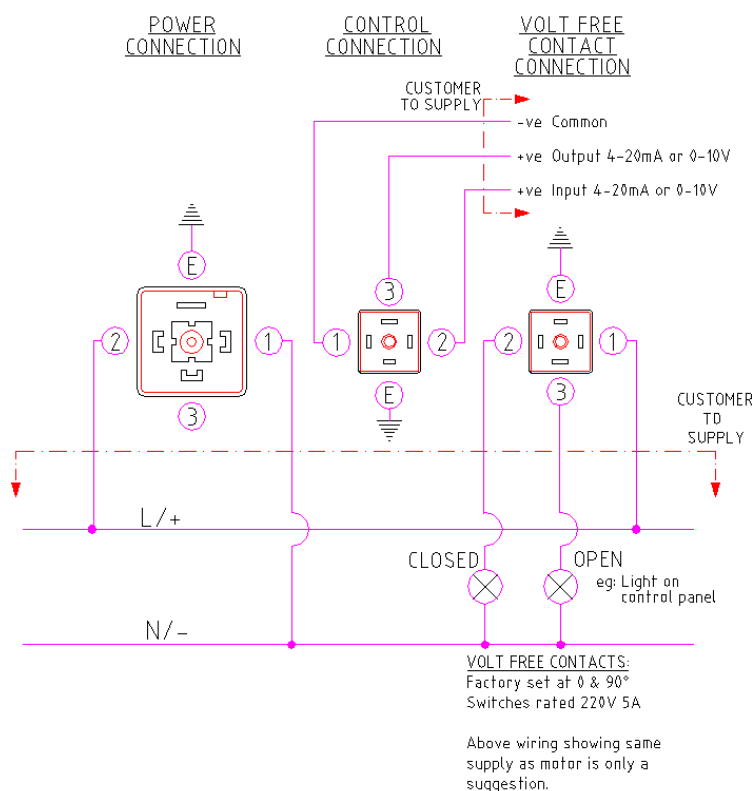 POWER
CONNECTION
CONTROL
CONNECTION
VOLT FREE
CONTACT
CONNECTION
CUSTOMER
TO SUPPLY
-ve Common
+ve Output 4-20mA or 0-10V
+ve Input 4-20mA or 0-10V
E
2
1
3
3
1
2
E
E
2
1
3
CUSTOMER
TO
SUPPLY
L/+
CLOSED
OPEN
eg: Light on
control panel
N/-
VOLT FREE CONTACTS:
Factory set at 0 & 90°
Switches rated 220V 5A
Above wiring showing same
supply as motor is only a
suggestion.